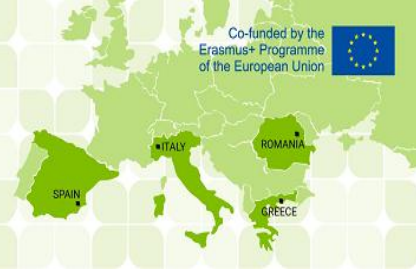 Co-funded by the
Erasmus+ Programme
of the European Union
ITALY
ROMANIA
SPAIN
GREECE